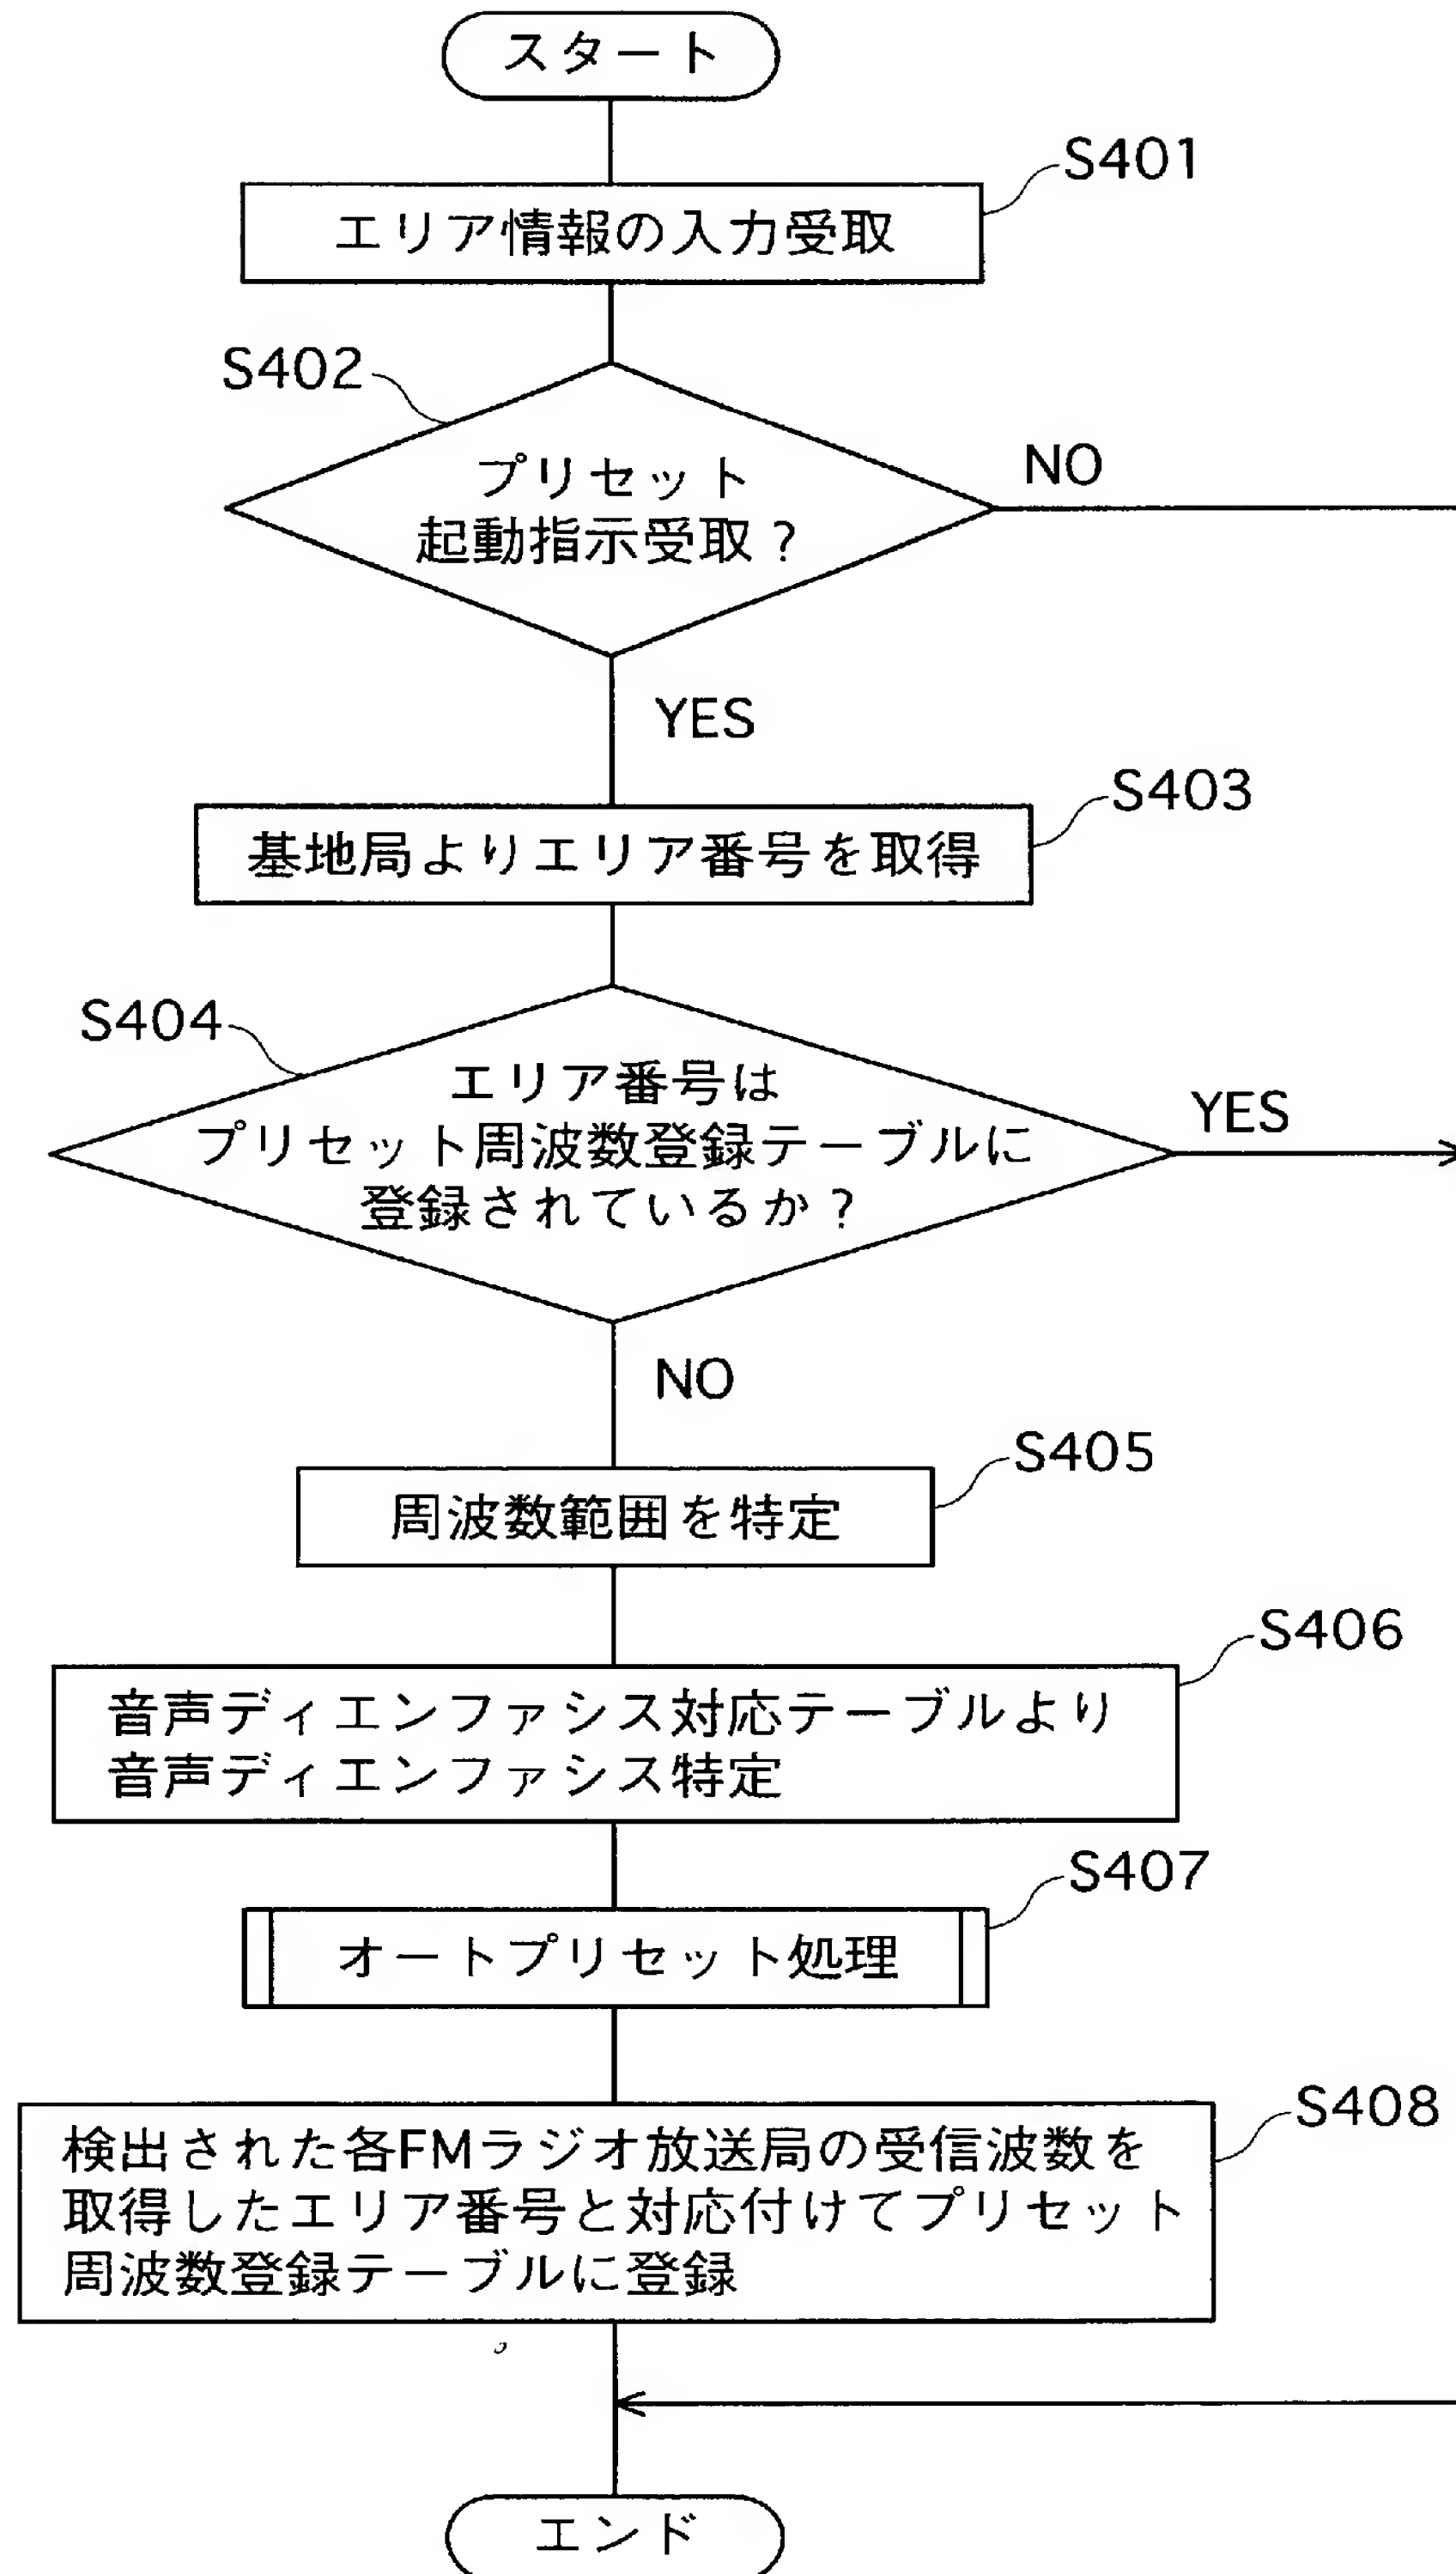 スタート
S401
エリア情報の入力受取
S402
プリセット
起動指示受取？
NO
YES
S403
基地局よりエリア番号を取得
S404
エリア番号は
プリセット周波数登録テーブルに
登録されているか？
YES
NO
S405
周波数範囲を特定
S406
音声ディエンファシス対応テーブルより
音声ディエンファシス特定
S407
オートプリセット処理
S408
検出された各FMラジオ放送局の受信波数を
取得したエリア番号と対応付けてプリセット
周波数登録テーブルに登録
エンド